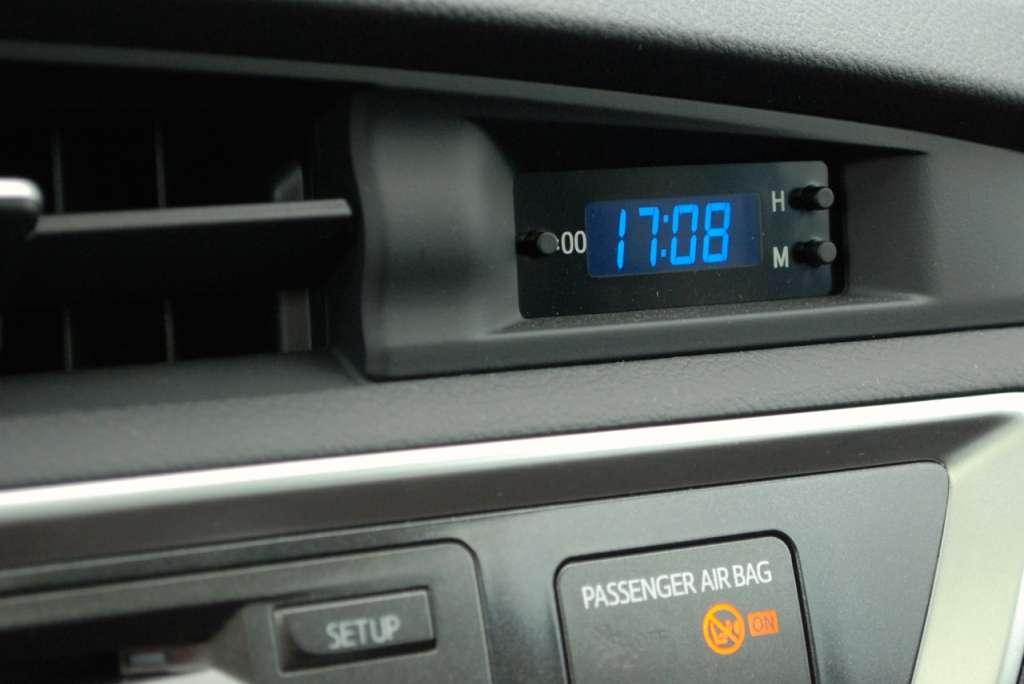 H
:00 17:08
M
PASSENGER AIR BAG
ON
SETUP